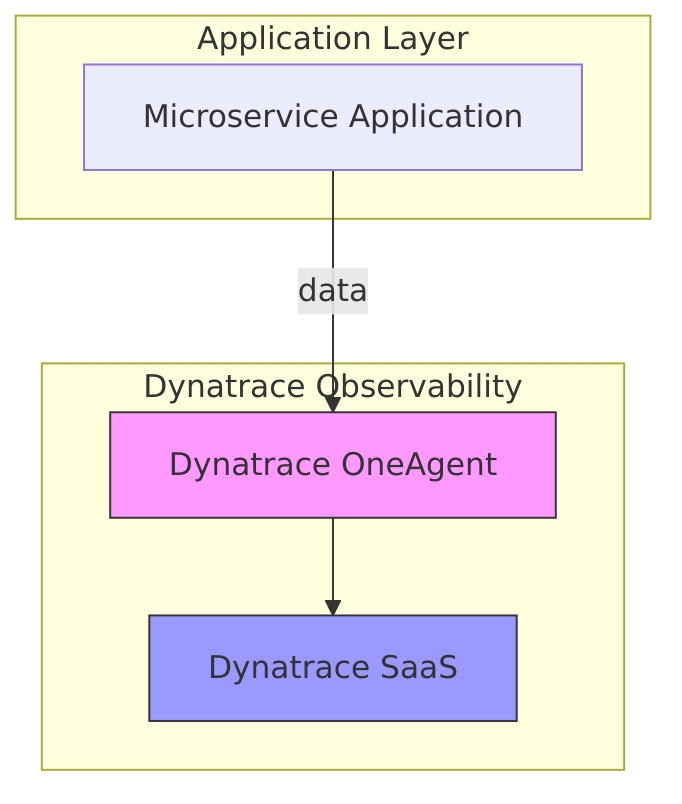 Application Layer
Microservice Application
data
Dynatrace Observability
Dynatrace OneAgent
Dynatrace SaaS